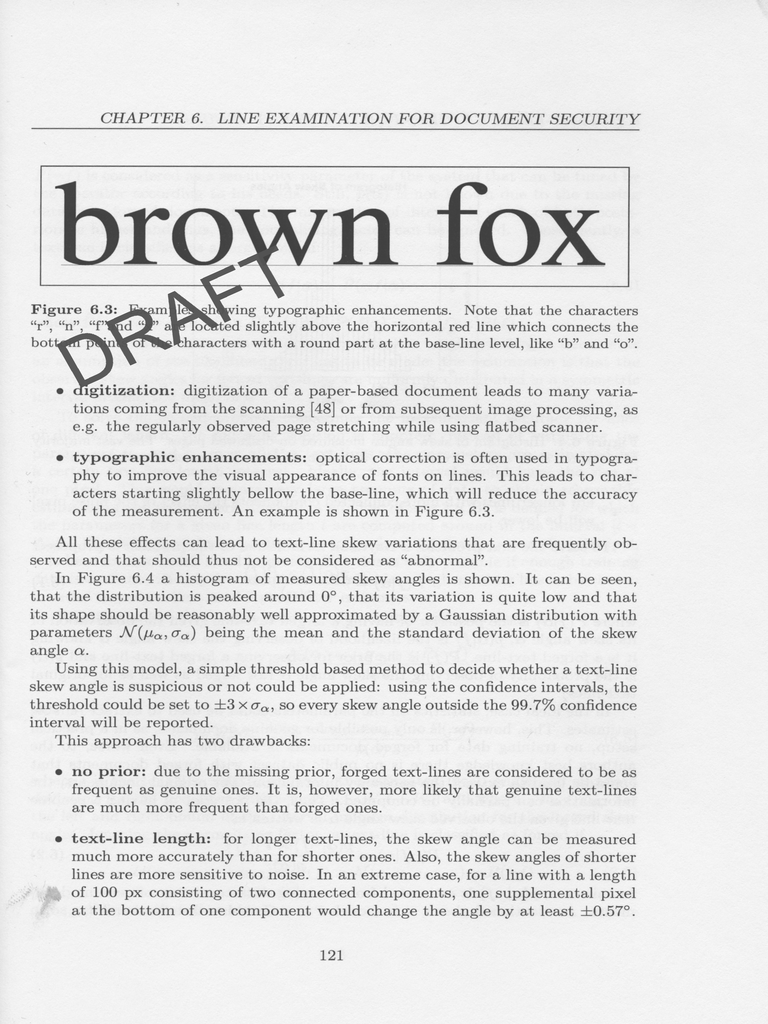 CHAPTER 6. LINE EXAMINATION FOR DOCUMENT SECURITY
brown fox
DRAFT
Figure 6.3: Examples showing typographic enhancements. Note that the characters
“r”, “n”, “f” and “ ” are located slightly above the horizontal red line which connects the
bottom points of the characters with a round part at the base-line level, like “b” and “o”.
• digitization: digitization of a paper-based document leads to many varia-
tions coming from the scanning [48] or from subsequent image processing, as
e.g. the regularly observed page stretching while using flatbed scanner.
• typographic enhancements: optical correction is often used in typogra-
phy to improve the visual appearance of fonts on lines. This leads to char-
acters starting slightly bellow the base-line, which will reduce the accuracy
of the measurement. An example is shown in Figure 6.3.
All these effects can lead to text-line skew variations that are frequently ob-
served and that should thus not be considered as “abnormal”.
In Figure 6.4 a histogram of measured skew angles is shown. It can be seen,
that the distribution is peaked around 0°, that its variation is quite low and that
its shape should be reasonably well approximated by a Gaussian distribution with
parameters 𝒩(μα, σα) being the mean and the standard deviation of the skew
angle α.
Using this model, a simple threshold based method to decide whether a text-line
skew angle is suspicious or not could be applied: using the confidence intervals, the
threshold could be set to ±3 × σα, so every skew angle outside the 99.7% confidence
interval will be reported.
This approach has two drawbacks:
• no prior: due to the missing prior, forged text-lines are considered to be as
frequent as genuine ones. It is, however, more likely that genuine text-lines
are much more frequent than forged ones.
• text-line length: for longer text-lines, the skew angle can be measured
much more accurately than for shorter ones. Also, the skew angles of shorter
lines are more sensitive to noise. In an extreme case, for a line with a length
of 100 px consisting of two connected components, one supplemental pixel
at the bottom of one component would change the angle by at least ±0.57°.
121